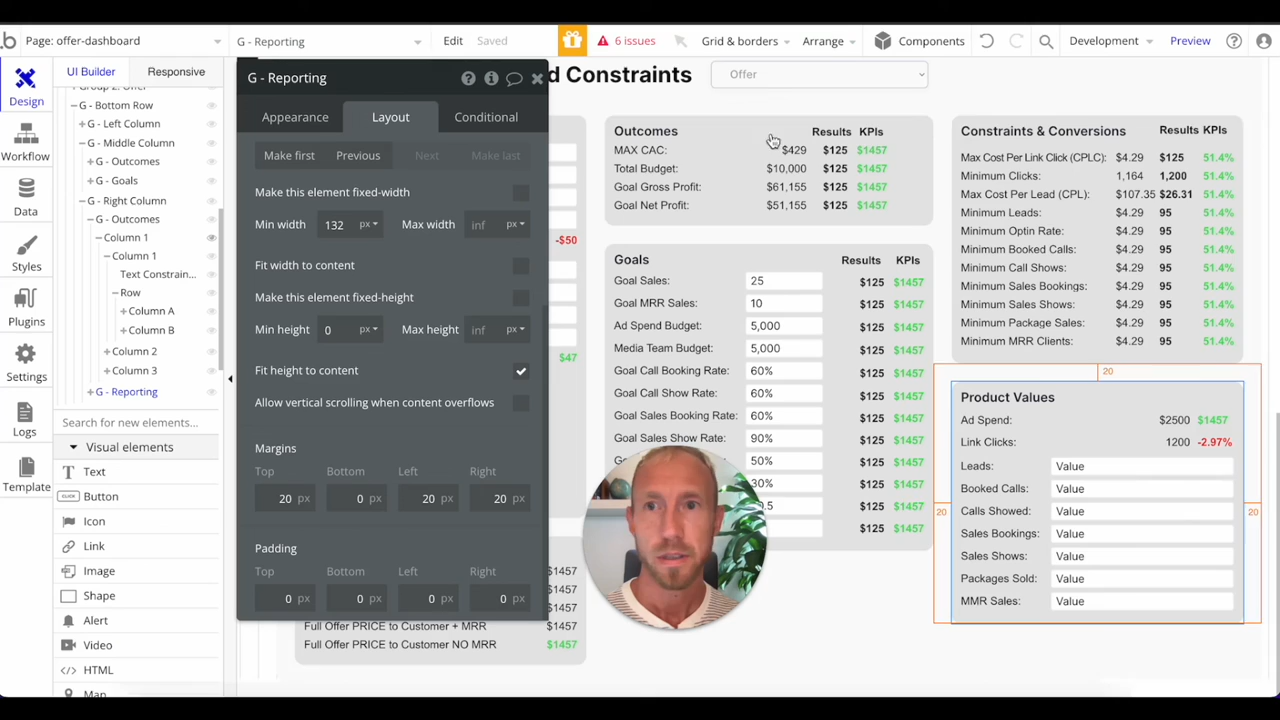 Page: offer-dashboard
G - Reporting
Edit
Saved
6 issues
Grid & borders
Arrange
Components
Development
Preview
UI Builder
Responsive
Design
Workflow
Data
Styles
Plugins
Settings
Logs
Template
Group 2: Offer
G - Bottom Row
G - Left Column
G - Middle Column
G - Outcomes
G - Goals
G - Right Column
G - Outcomes
Column 1
Column 1
Text Constrain...
Row
Column A
Column B
Column 2
Column 3
G - Reporting
Search for new elements...
Visual elements
Text
Button
CLICK
Icon
Link
Image
Shape
Alert
Video
HTML
Map
G - Reporting
Appearance
Layout
Conditional
Make first
Previous
Next
Make last
Make this element fixed-width
Min width 132 px
Max width inf px
Fit width to content
Make this element fixed-height
Min height 0 px
Max height inf px
Fit height to content
Allow vertical scrolling when content overflows
Margins
Top Bottom Left Right
20 px 0 px 20 px 20 px
Padding
Top Bottom Left Right
0 px 0 px 0 px 0 px
d Constraints
Offer
-$50
$47
$1457
$1457
$1457
Full Offer PRICE to Customer + MRR $1457
Full Offer PRICE to Customer NO MRR $1457
Outcomes Results KPIs
MAX CAC: $429 $125 $1457
Total Budget: $10,000 $125 $1457
Goal Gross Profit: $61,155 $125 $1457
Goal Net Profit: $51,155 $125 $1457
Goals Results KPIs
Goal Sales: 25 $125 $1457
Goal MRR Sales: 10 $125 $1457
Ad Spend Budget: 5,000 $125 $1457
Media Team Budget: 5,000 $125 $1457
Goal Call Booking Rate: 60% $125 $1457
Goal Call Show Rate: 60% $125 $1457
Goal Sales Booking Rate: 60% $125 $1457
Goal Sales Show Rate: 90% $125 $1457
50% $125 $1457
30% $125 $1457
$125 $1457
$125 $1457
Constraints & Conversions Results KPIs
Max Cost Per Link Click (CPLC): $4.29 $125 51.4%
Minimum Clicks: 1,164 1,200 51.4%
Max Cost Per Lead (CPL): $107.35 $26.31 51.4%
Minimum Leads: $4.29 95 51.4%
Minimum Optin Rate: $4.29 95 51.4%
Minimum Booked Calls: $4.29 95 51.4%
Minimum Call Shows: $4.29 95 51.4%
Minimum Sales Bookings: $4.29 95 51.4%
Minimum Sales Shows: $4.29 95 51.4%
Minimum Package Sales: $4.29 95 51.4%
Minimum MRR Clients: $4.29 95 51.4%
20
Product Values
Ad Spend: $2500 $1457
Link Clicks: 1200 -2.97%
Leads: Value
Booked Calls: Value
20 Calls Showed: Value 20
Sales Bookings: Value
Sales Shows: Value
Packages Sold: Value
MMR Sales: Value